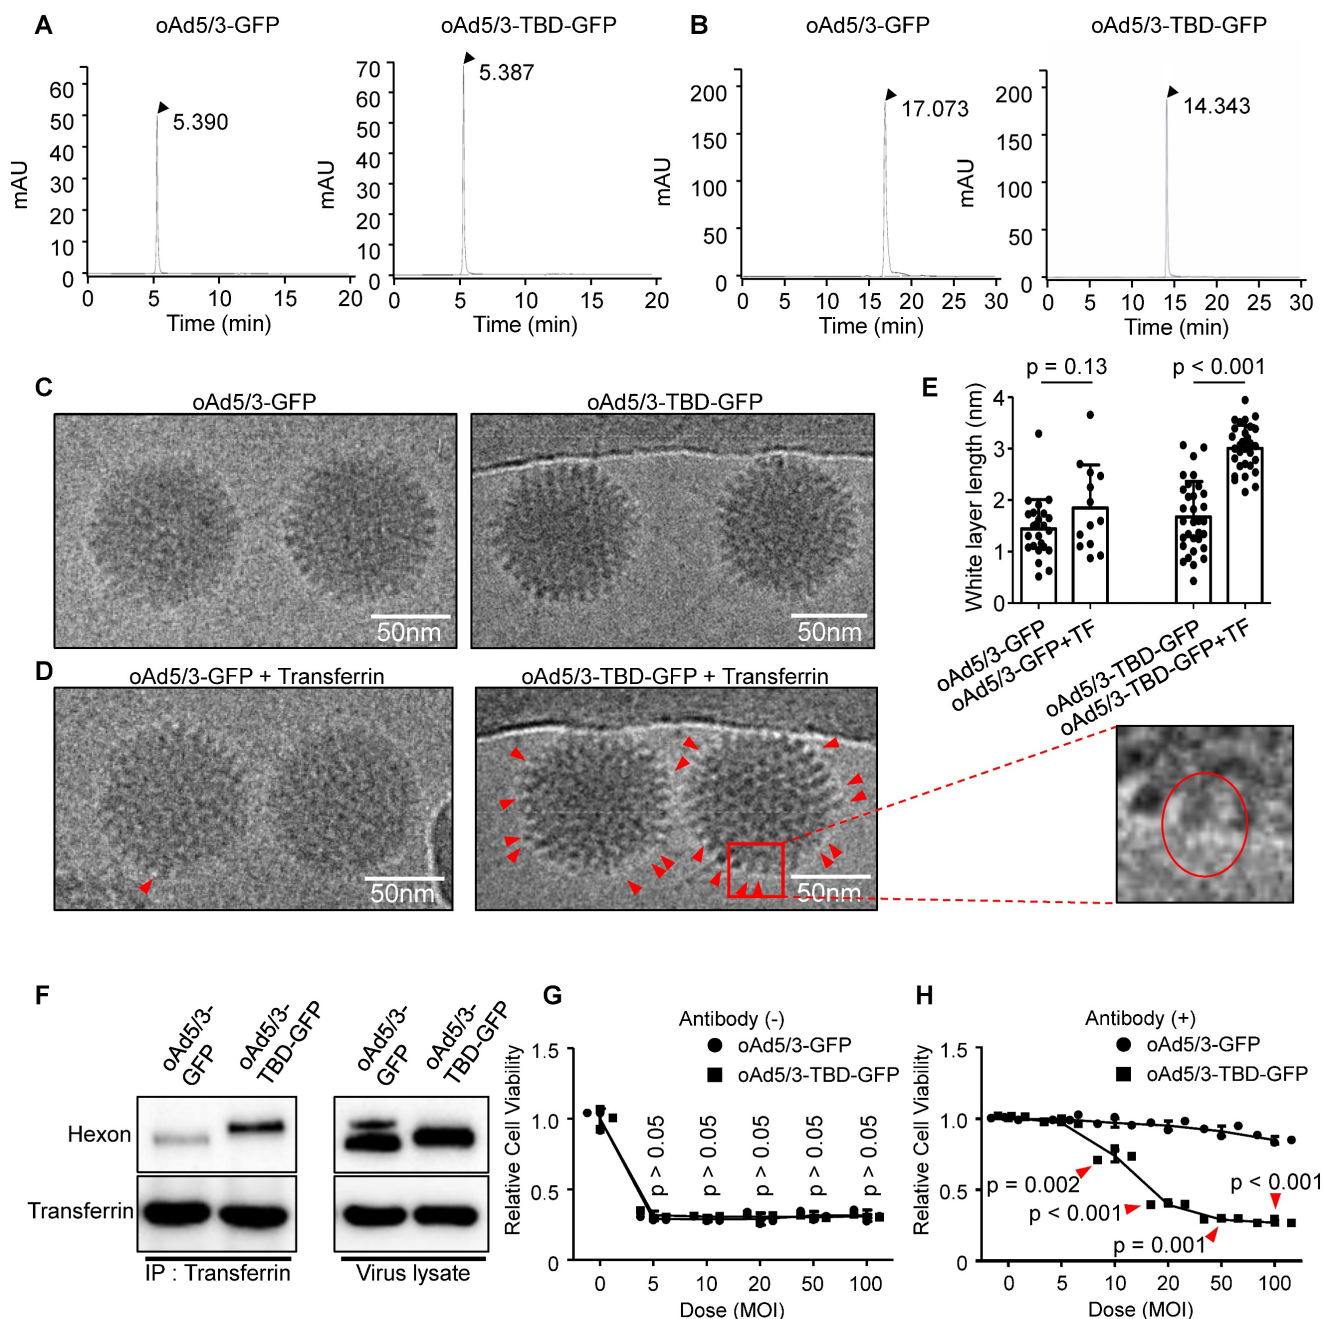 A
oAd5/3-GFP
oAd5/3-TBD-GFP
B
oAd5/3-GFP
oAd5/3-TBD-GFP
mAU
60
50
40
30
20
10
0
5.390
0 5 10 15 20
Time (min)
mAU
70
60
50
40
30
20
10
0
5.387
0 5 10 15 20
Time (min)
mAU
200
150
100
50
0
17.073
0 5 10 15 20 25 30
Time (min)
mAU
200
150
100
50
0
14.343
0 5 10 15 20 25 30
Time (min)
C
oAd5/3-GFP
50nm
oAd5/3-TBD-GFP
50nm
D
oAd5/3-GFP + Transferrin
50nm
oAd5/3-TBD-GFP + Transferrin
50nm
E
p = 0.13
p < 0.001
White layer length (nm)
4
3
2
1
0
oAd5/3-GFP
oAd5/3-GFP+TF
oAd5/3-TBD-GFP
oAd5/3-TBD-GFP+TF
F
oAd5/3-
GFP
oAd5/3-
TBD-GFP
oAd5/3-
GFP
oAd5/3-
TBD-GFP
Hexon
Transferrin
IP : Transferrin
Virus lysate
G
Antibody (-)
oAd5/3-GFP
oAd5/3-TBD-GFP
Relative Cell Viability
1.5
1.0
0.5
0
p > 0.05
p > 0.05
p > 0.05
p > 0.05
p > 0.05
0 5 10 20 50 100
Dose (MOI)
H
Antibody (+)
oAd5/3-GFP
oAd5/3-TBD-GFP
Relative Cell Viability
1.5
1.0
0.5
0
p = 0.002
p < 0.001
p = 0.001
p < 0.001
0 5 10 20 50 100
Dose (MOI)